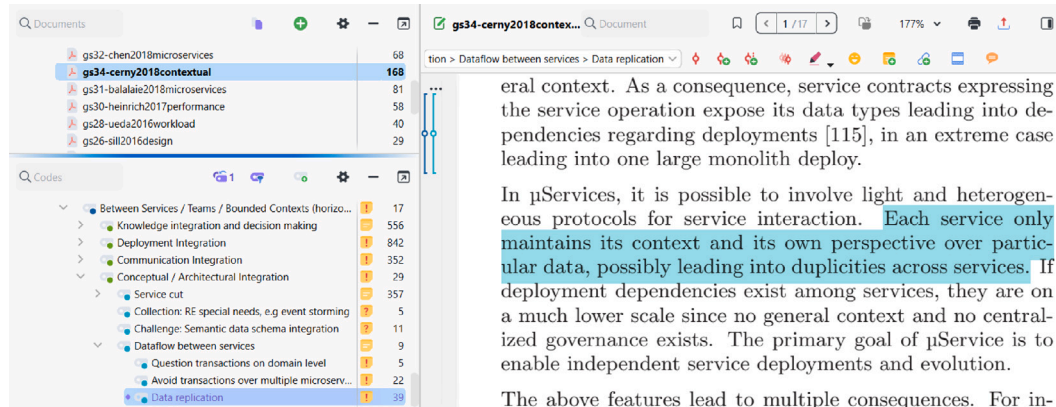 Documents
gs32-chen2018microservices 68
gs34-cerny2018contextual 168
gs31-balalaie2018microservices 81
gs30-heinrich2017performance 58
gs28-ueda2016workload 40
gs26-sill2016design 29
Codes
1
Between Services / Teams / Bounded Contexts (horizo... 17
Knowledge integration and decision making 556
Deployment Integration 842
Communication Integration 352
Conceptual / Architectural Integration 29
Service cut 357
Collection: RE special needs, e.g event storming 5
Challenge: Semantic data schema integration 11
Dataflow between services 9
Question transactions on domain level 5
Avoid transactions over multiple microserv... 22
Data replication 39
gs34-cerny2018contex... Document 1 / 17 177%
tion > Dataflow between services > Data replication
eral context. As a consequence, service contracts expressing
the service operation expose its data types leading into de-
pendencies regarding deployments [115], in an extreme case
leading into one large monolith deploy.
In µServices, it is possible to involve light and heterogen-
eous protocols for service interaction. Each service only
maintains its context and its own perspective over partic-
ular data, possibly leading into duplicities across services. If
deployment dependencies exist among services, they are on
a much lower scale since no general context and no central-
ized governance exists. The primary goal of µService is to
enable independent service deployments and evolution.
The above features lead to multiple consequences. For in-